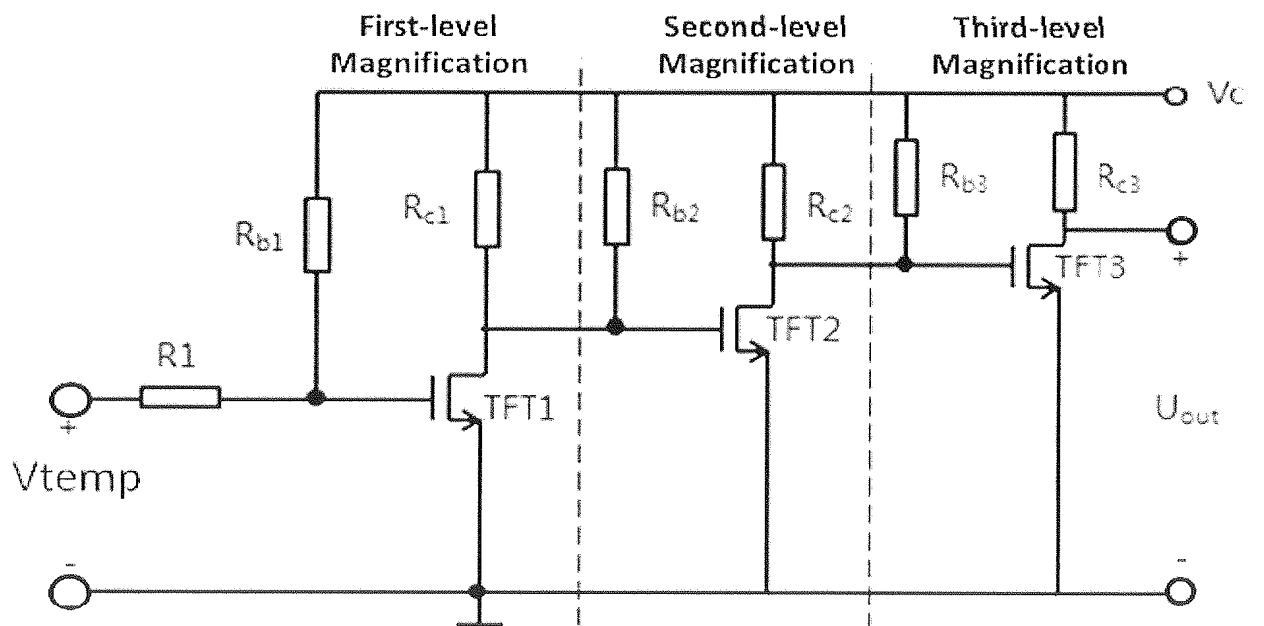 First-level
Magnification
Second-level
Magnification
Third-level
Magnification
Vc
Rb1
Rc1
Rb2
Rc2
Rb3
Rc3
+
TFT3
TFT2
R1
TFT1
+
Vtemp
Uout
-
-